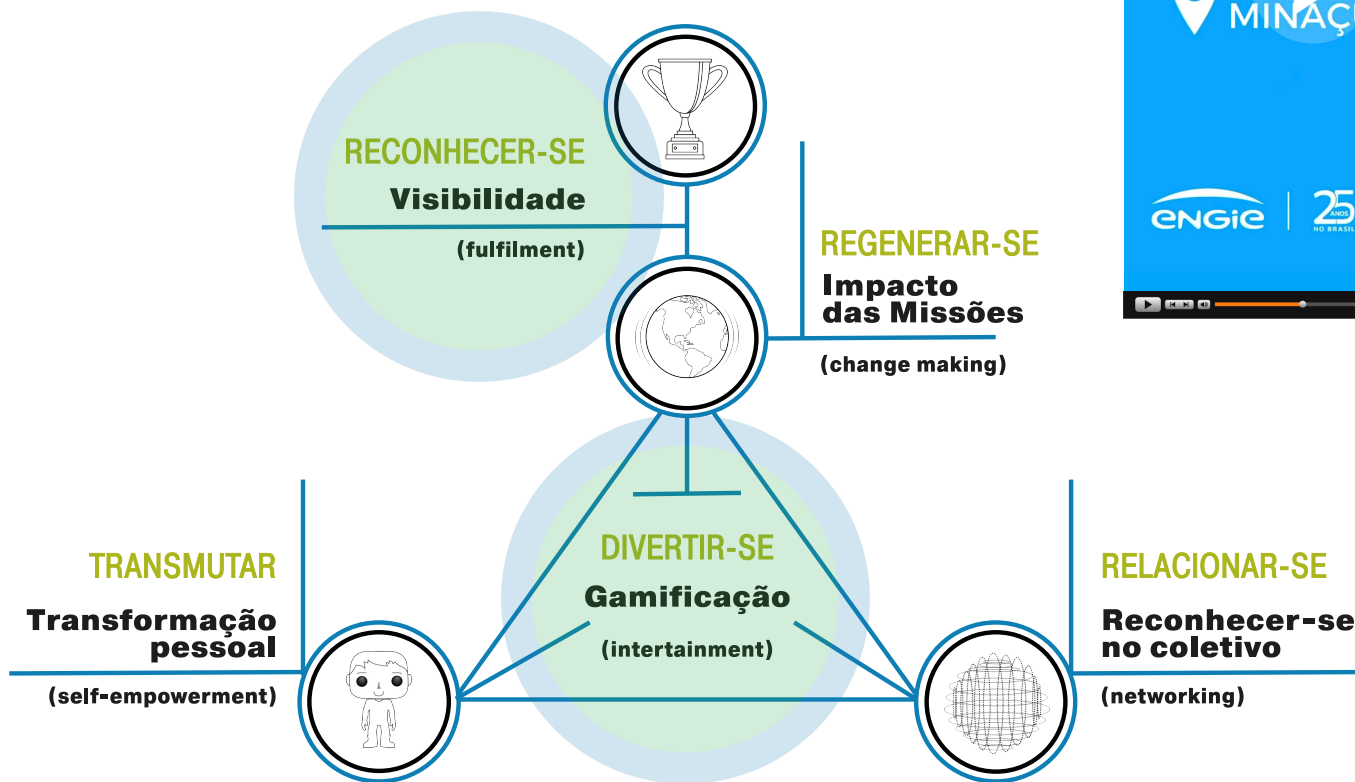 MINAÇ
RECONHECER-SE
Visibilidade
(fulfilment)
REGENERAR-SE
Impacto
das Missões
(change making)
ENGIE
25
ANOS
NO BRASIL
DIVERTIR-SE
Gamificação
(intertainment)
TRANSMUTAR
Transformação
pessoal
(self-empowerment)
RELACIONAR-SE
Reconhecer-se
no coletivo
(networking)